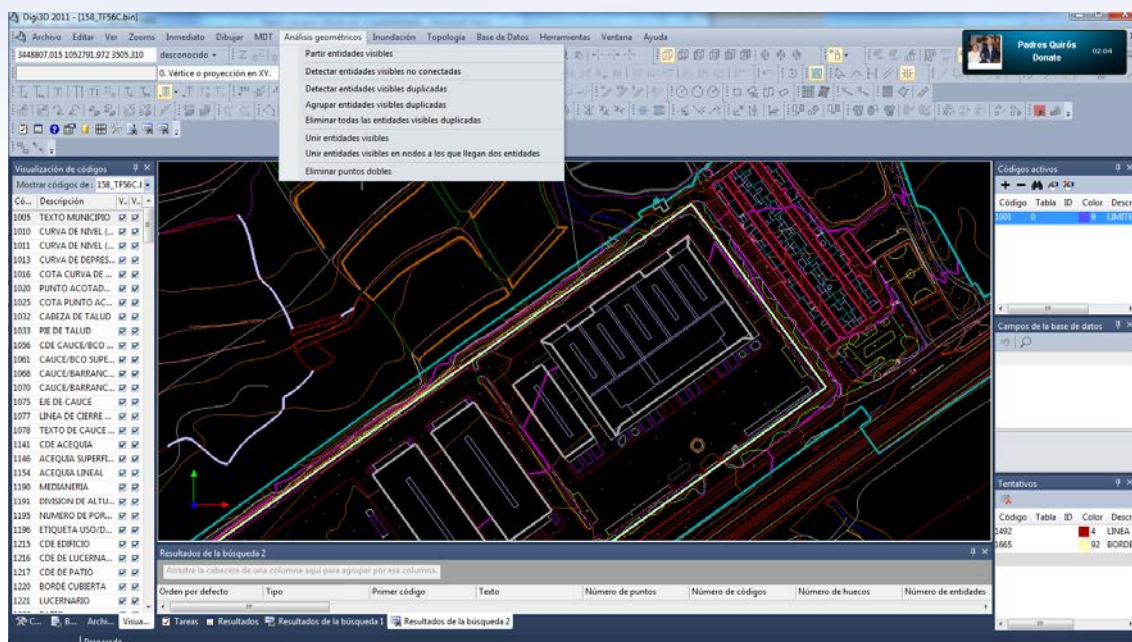 Digi3D 2011 - [158_TF56C.bin]
Archivo Editar Ver Zooms Inmediato Dibujar MDT Análisis geométricos Inundación Topología Base de Datos Herramientas Ventana Ayuda
3448807.015 1052791.972 3505.310 desconocido
0. Vértice o proyección en XY.
Partir entidades visibles
Detectar entidades visibles no conectadas
Detectar entidades visibles duplicadas
Agrupar entidades visibles duplicadas
Eliminar todas las entidades visibles duplicadas
Unir entidades visibles
Unir entidades visibles en nodos a los que llegan dos entidades
Eliminar puntos dobles
Padres Quirós
Donate
02:04
Visualización de códigos
Mostrar códigos de: 158_TF56C.t
Có... Descripción V.. V..
1005 TEXTO MUNICIPIO
1010 CURVA DE NIVEL (...
1011 CURVA DE NIVEL (...
1013 CURVA DE DEPRES...
1016 COTA CURVA DE ...
1020 PUNTO ACOTAD...
1025 COTA PUNTO AC...
1032 CABEZA DE TALUD
1033 PIE DE TALUD
1056 CDE CAUCE/BCO ...
1061 CAUCE/BCO SUPE...
1068 CAUCE/BARRANC...
1070 CAUCE/BARRANC...
1075 EJE DE CAUCE
1077 LINEA DE CIERRE ...
1078 TEXTO DE CAUCE ...
1141 CDE ACEQUIA
1146 ACEQUIA SUPERFI...
1154 ACEQUIA LINEAL
1190 MEDIANERIA
1191 DIVISION DE ALTU...
1195 NUMERO DE POR...
1196 ETIQUETA USO/D...
1215 CDE EDIFICIO
1216 CDE DE LUCERNA...
1217 CDE DE PATIO
1220 BORDE CUBIERTA
1221 LUCERNARIO
C... B... Archi... Visua...
Códigos activos
Código Tabla ID Color Descr
1001 0 9 LIMITE
Campos de la base de datos
Tentativos
Código Tabla ID Color Descr
1492 4 LINEA
1665 92 BORDE
Resultados de la búsqueda 2
Arrastre la cabecera de una columna aquí para agrupar por esa columna.
Orden por defecto Tipo Primer código Texto Número de puntos Número de códigos Número de huecos Número de entidades
Tareas Resultados Resultados de la búsqueda 1 Resultados de la búsqueda 2